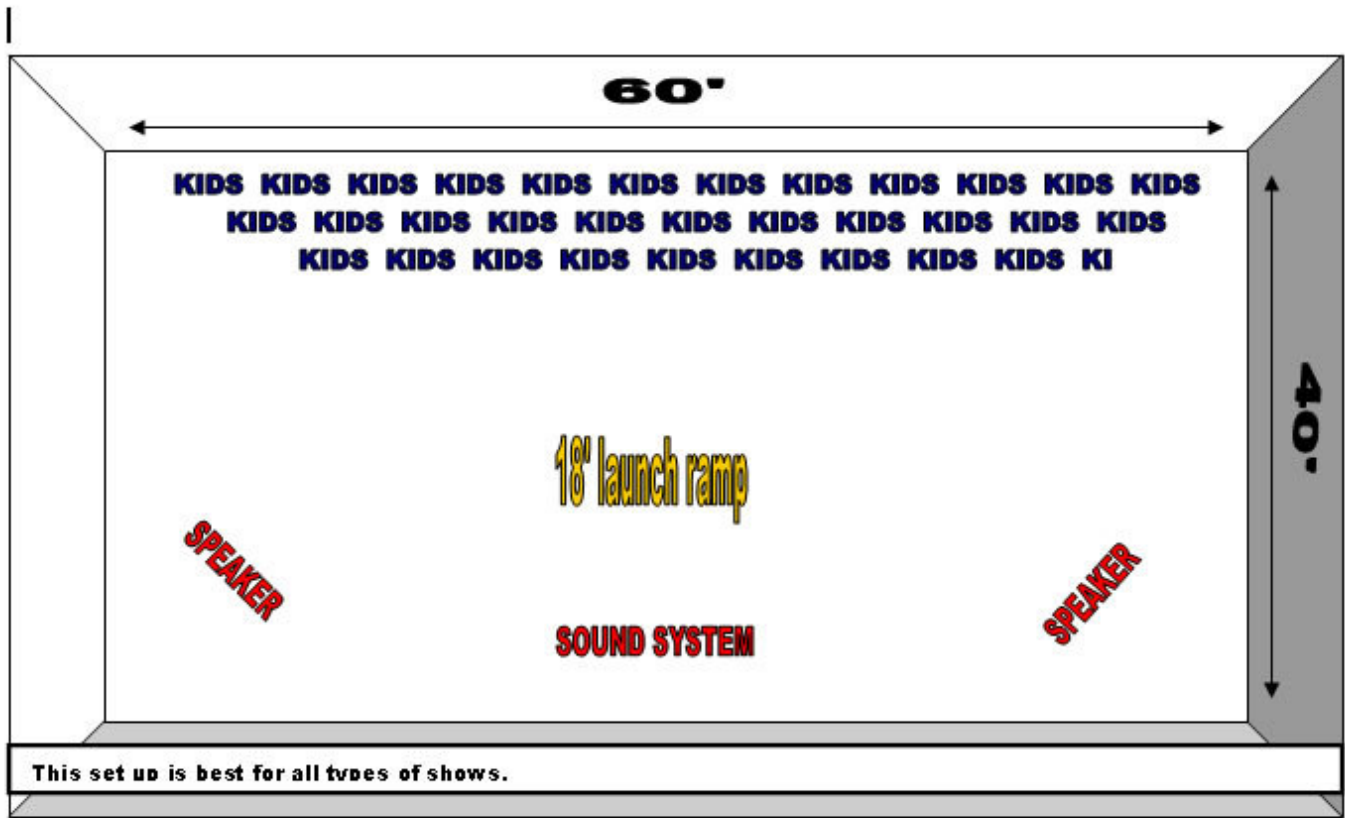 60'
KIDS KIDS KIDS KIDS KIDS KIDS KIDS KIDS KIDS KIDS KIDS KIDS
KIDS KIDS KIDS KIDS KIDS KIDS KIDS KIDS KIDS KIDS KIDS
KIDS KIDS KIDS KIDS KIDS KIDS KIDS KIDS KIDS KI
40'
18' launch ramp
SPEAKER
SPEAKER
SOUND SYSTEM
This set up is best for all types of shows.